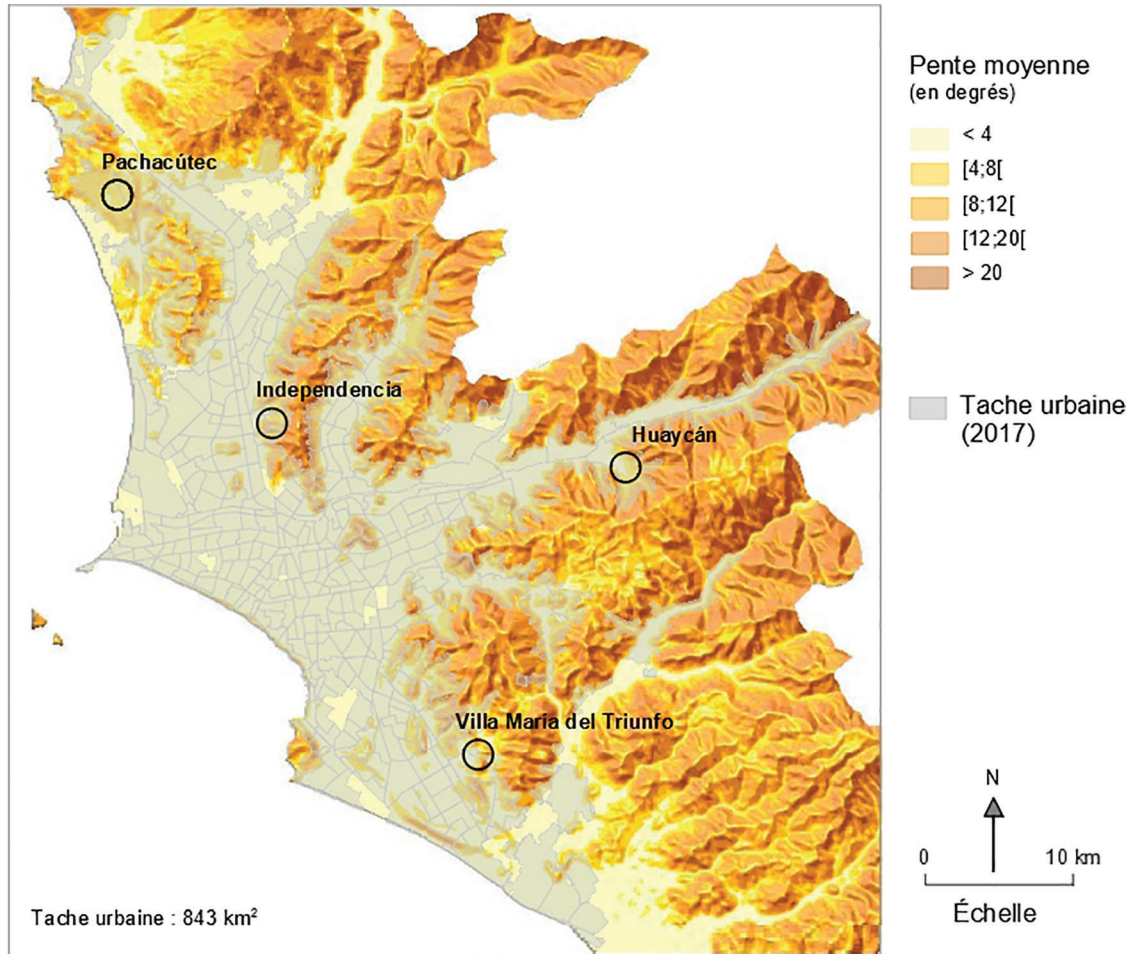 Pachacútec
Independencia
Huaycán
Villa María del Triunfo
Tache urbaine : 843 km²
Pente moyenne
(en degrés)
< 4
[4;8[
[8;12[
[12;20[
> 20
Tache urbaine
(2017)
N
0 10 km
Échelle